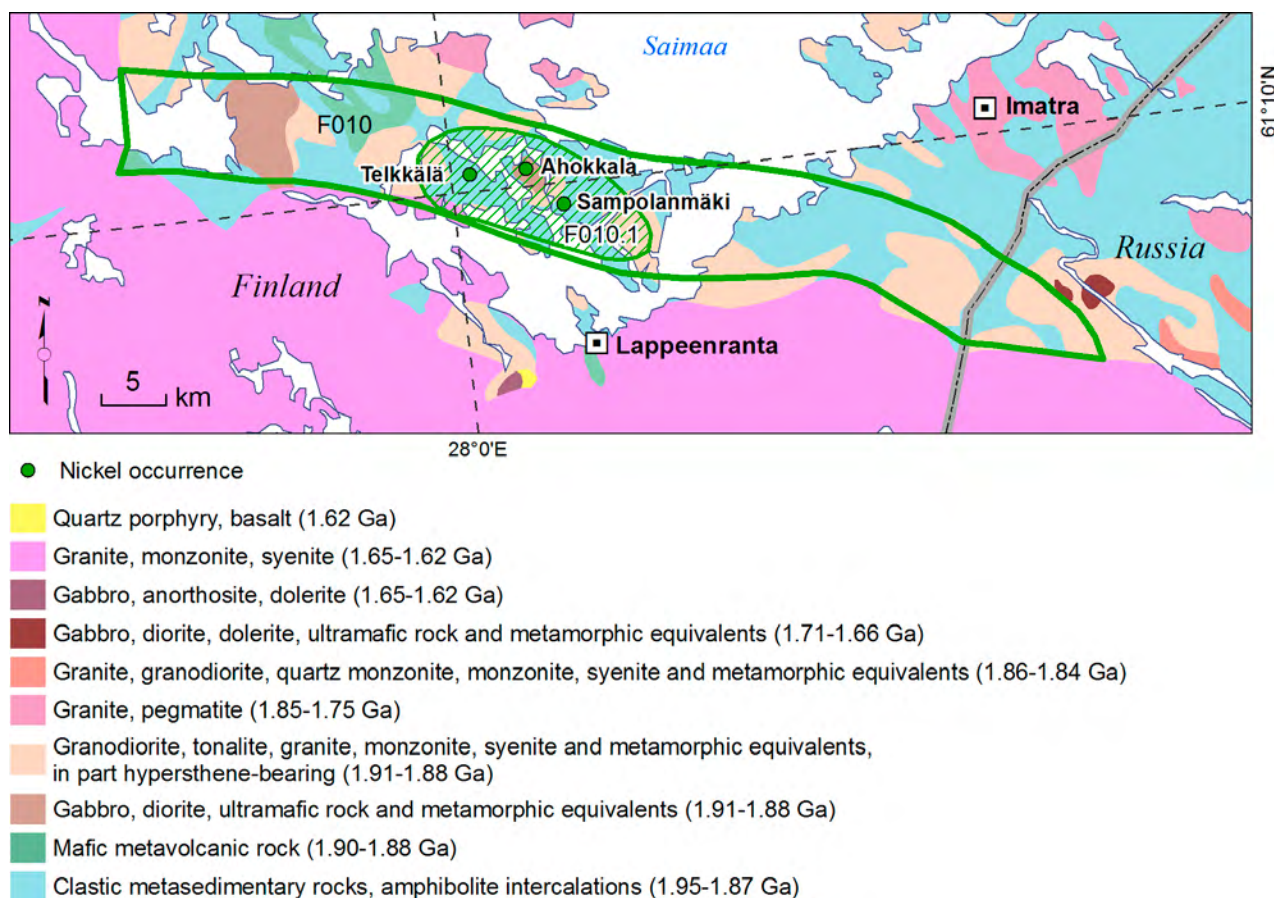 Saimaa
Imatra
61°10'N
F010
Telkkälä
Ahokkala
Sampolanmäki
F010.1
Russia
Finland
N
Lappeenranta
5
km
28°0'E
Nickel occurrence
Quartz porphyry, basalt (1.62 Ga)
Granite, monzonite, syenite (1.65-1.62 Ga)
Gabbro, anorthosite, dolerite (1.65-1.62 Ga)
Gabbro, diorite, dolerite, ultramafic rock and metamorphic equivalents (1.71-1.66 Ga)
Granite, granodiorite, quartz monzonite, monzonite, syenite and metamorphic equivalents (1.86-1.84 Ga)
Granite, pegmatite (1.85-1.75 Ga)
Granodiorite, tonalite, granite, monzonite, syenite and metamorphic equivalents,
in part hypersthene-bearing (1.91-1.88 Ga)
Gabbro, diorite, ultramafic rock and metamorphic equivalents (1.91-1.88 Ga)
Mafic metavolcanic rock (1.90-1.88 Ga)
Clastic metasedimentary rocks, amphibolite intercalations (1.95-1.87 Ga)